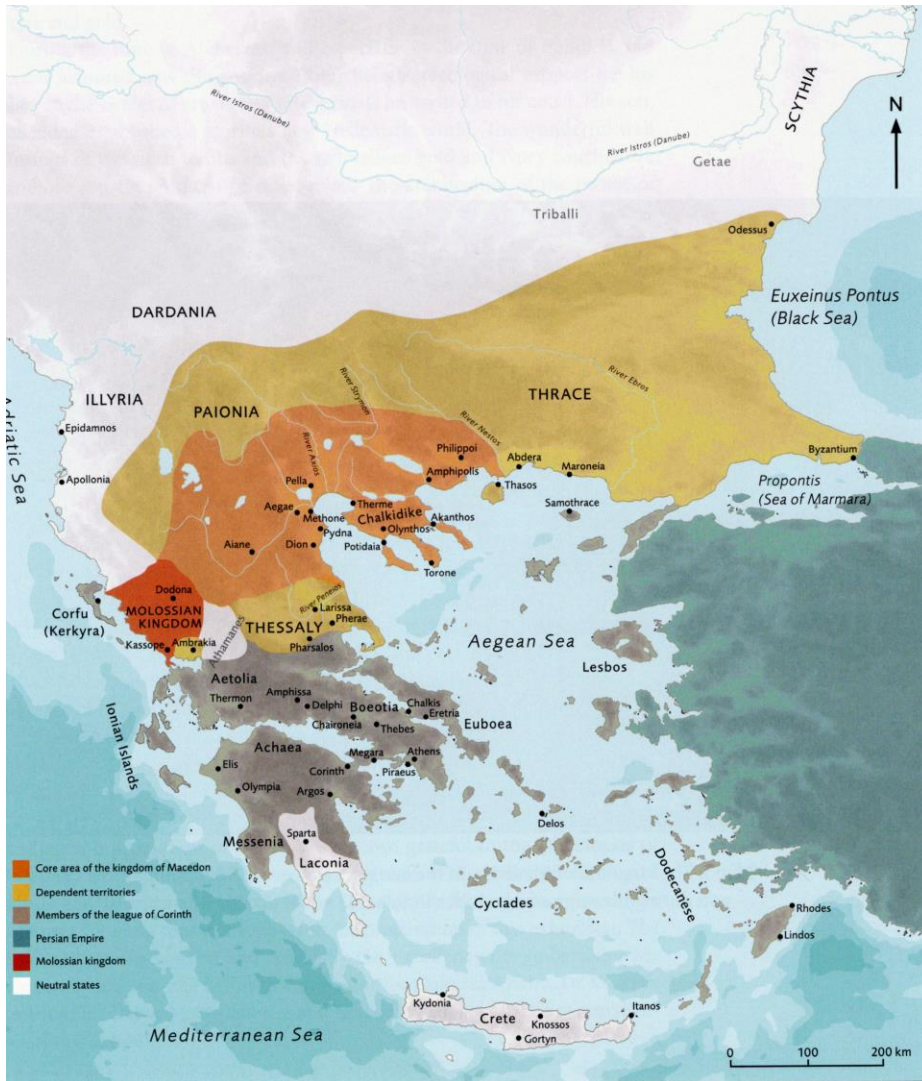 SCYTHIA
N
River Istros (Danube)
River Istros (Danube)
Getae
Triballi
Odessus
DARDANIA
Euxeinus Pontus
(Black Sea)
ILLYRIA
PAIONIA
River Strymon
THRACE
River Ebros
Adriatic Sea
Epidamnos
River Axios
River Nestos
Philippoi
Abdera
Byzantium
Apollonia
Pella
Amphipolis
Maroneia
Propontis
(Sea of Marmara)
Thasos
Aegae
Therme
Samothrace
Methone
Chalkidike
Akanthos
Pydna
Olynthos
Aiane
Dion
Potidaia
Torone
Dodona
MOLOSSIAN
KINGDOM
Corfu
(Kerkyra)
River Peneios
Larissa
THESSALY
Pherae
Athamanes
Kassope
Ambrakia
Pharsalos
Aegean Sea
Lesbos
Aetolia
Thermon
Amphissa
Delphi
Boeotia
Chalkis
Eretria
Chaironeia
Thebes
Euboea
Ionian Islands
Achaea
Megara
Athens
Elis
Corinth
Piraeus
Olympia
Argos
Delos
Messenia
Sparta
Laconia
Dodecanese
Cyclades
Rhodes
Lindos
Core area of the kingdom of Macedon
Dependent territories
Members of the league of Corinth
Persian Empire
Molossian kingdom
Neutral states
Kydonia
Itanos
Crete
Knossos
Gortyn
Mediterranean Sea
0 100 200 km